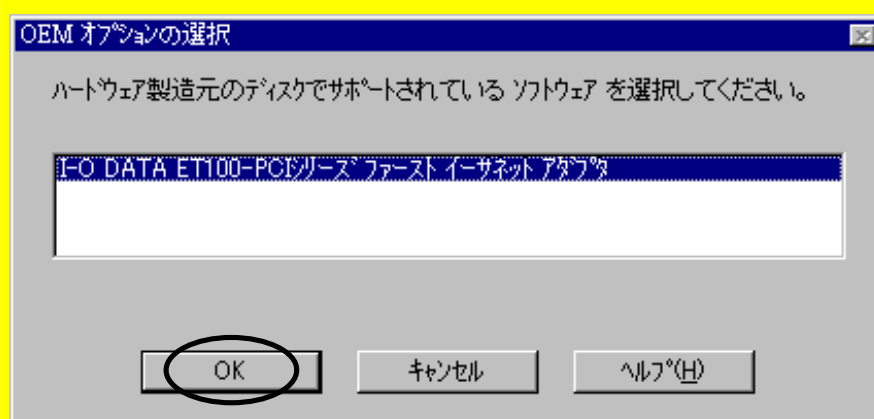 OEM オプションの選択
ハードウェア製造元のディスクでサポートされている ソフトウェア を選択してください。
I-O DATA ET100-PCIシリーズ ファースト イーサネット アダプタ
OK
キャンセル
ヘルプ(H)